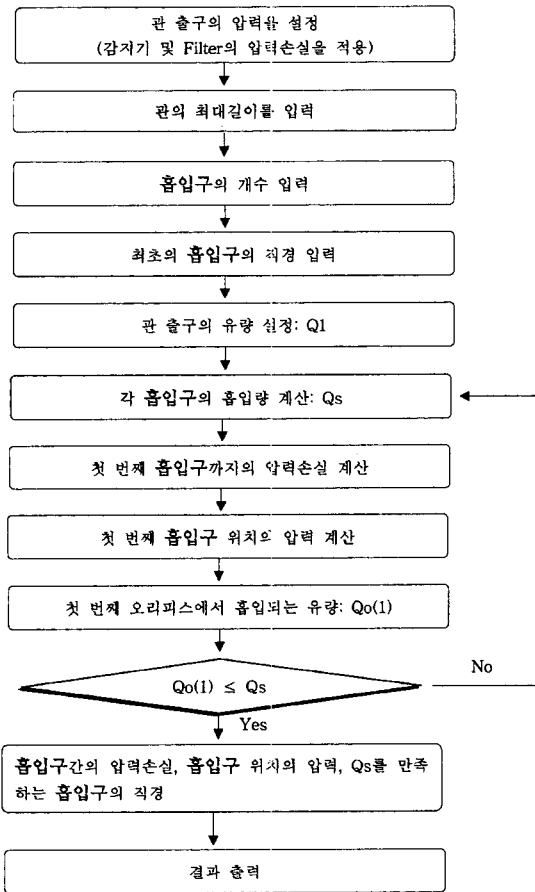 관 출구의 압력을 설정
(감지기 및 Filter의 압력손실을 적용)
관의 최대길이를 입력
흡입구의 개수 입력
최초의 흡입구의 직경 입력
관 출구의 유량 설정: Q1
각 흡입구의 흡입량 계산: Qs
첫 번째 흡입구까지의 압력손실 계산
첫 번째 흡입구 위치의 압력 계산
첫 번째 오리피스에서 흡입되는 유량: Qo(1)
Qo(1) ≤ Qs
No
Yes
흡입구간의 압력손실, 흡입구 위치의 압력, Qs를 만족
하는 흡입구의 직경
결과 출력